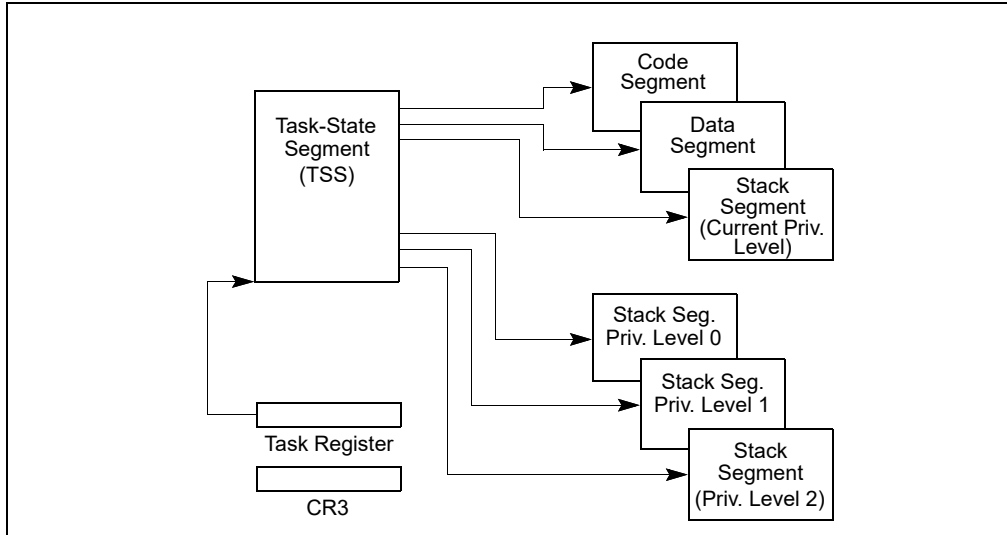 Code
Segment
Task-State
Segment
(TSS)
Data
Segment
Stack
Segment
(Current Priv.
Level)
Stack Seg.
Priv. Level 0
Stack Seg.
Priv. Level 1
Task Register
Stack
Segment
(Priv. Level 2)
CR3